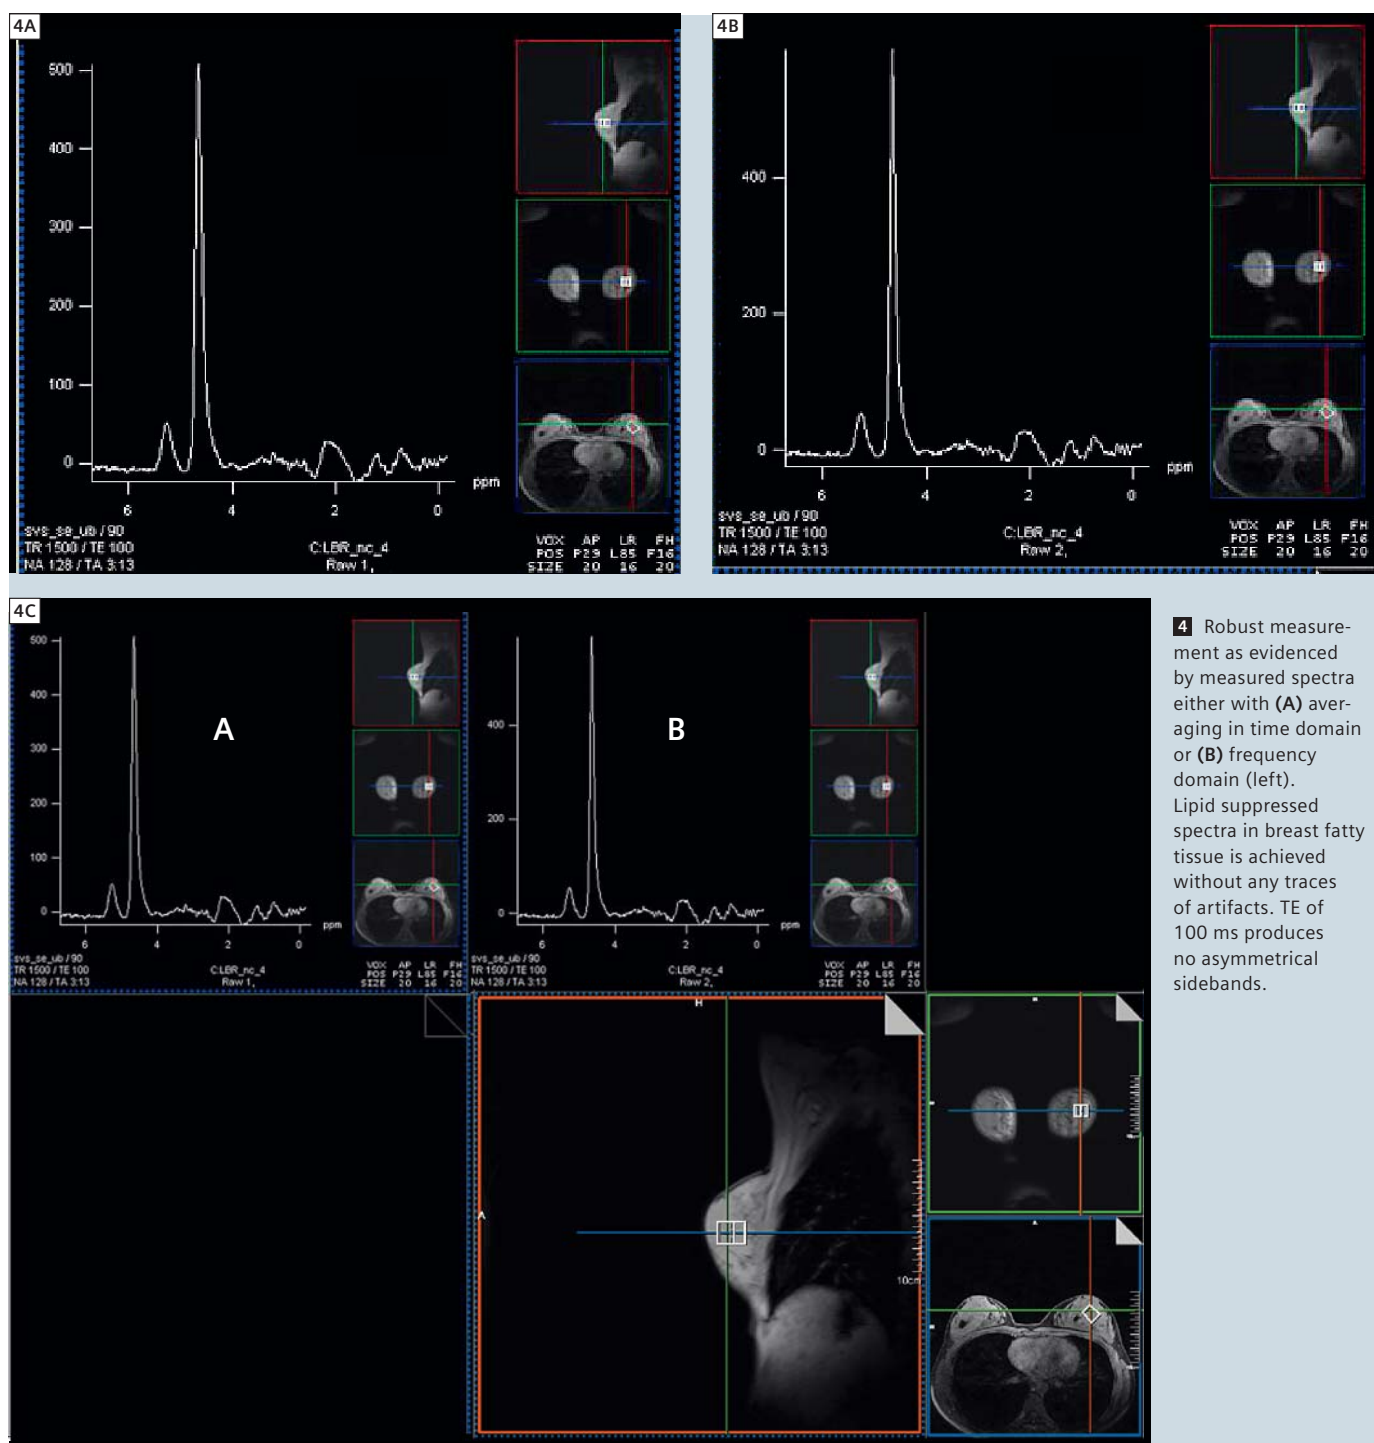 4A
500
400
300
200
100
0
6 4 2 0
ppm
svs_se_ub / 90
TR 1500 / TE 100
NA 128 / TA 3:13
C:LBR_nc_4
Raw 1,
VOX AP LR FH
POS P29 L85 F16
SIZE 20 16 20
4B
400
200
0
6 4 2 0
ppm
svs_se_ub / 90
TR 1500 / TE 100
NA 128 / TA 3:13
C:LBR_nc_4
Raw 2,
VOX AP LR FH
POS P29 L85 F16
SIZE 20 16 20
4C
500
400
300
200
100
0
6 4 2 0
ppm
A
svs_se_ub / 90
TR 1500 / TE 100
NA 128 / TA 3:13
C:LBR_nc_4
Raw 1,
VOX AP LR FH
POS P29 L85 F16
SIZE 20 16 20
400
200
0
6 4 2 0
ppm
B
svs_se_ub / 90
TR 1500 / TE 100
NA 128 / TA 3:13
C:LBR_nc_4
Raw 2,
VOX AP LR FH
POS P29 L85 F16
SIZE 20 16 20
H
A
10cm
4 Robust measure-
ment as evidenced
by measured spectra
either with (A) aver-
aging in time domain
or (B) frequency
domain (left).
Lipid suppressed
spectra in breast fatty
tissue is achieved
without any traces
of artifacts. TE of
100 ms produces
no asymmetrical
sidebands.